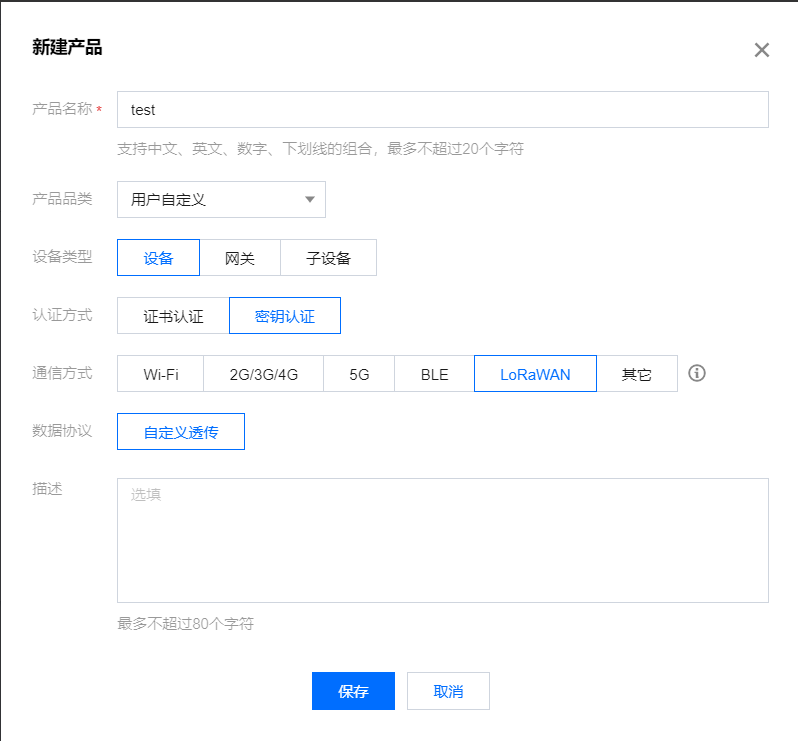 新建产品
产品名称 * test
支持中文、英文、数字、下划线的组合，最多不超过20个字符
产品品类 用户自定义
设备类型 设备 网关 子设备
认证方式 证书认证 密钥认证
通信方式 Wi-Fi 2G/3G/4G 5G BLE LoRaWAN 其它
数据协议 自定义透传
描述 选填
最多不超过80个字符
保存 取消